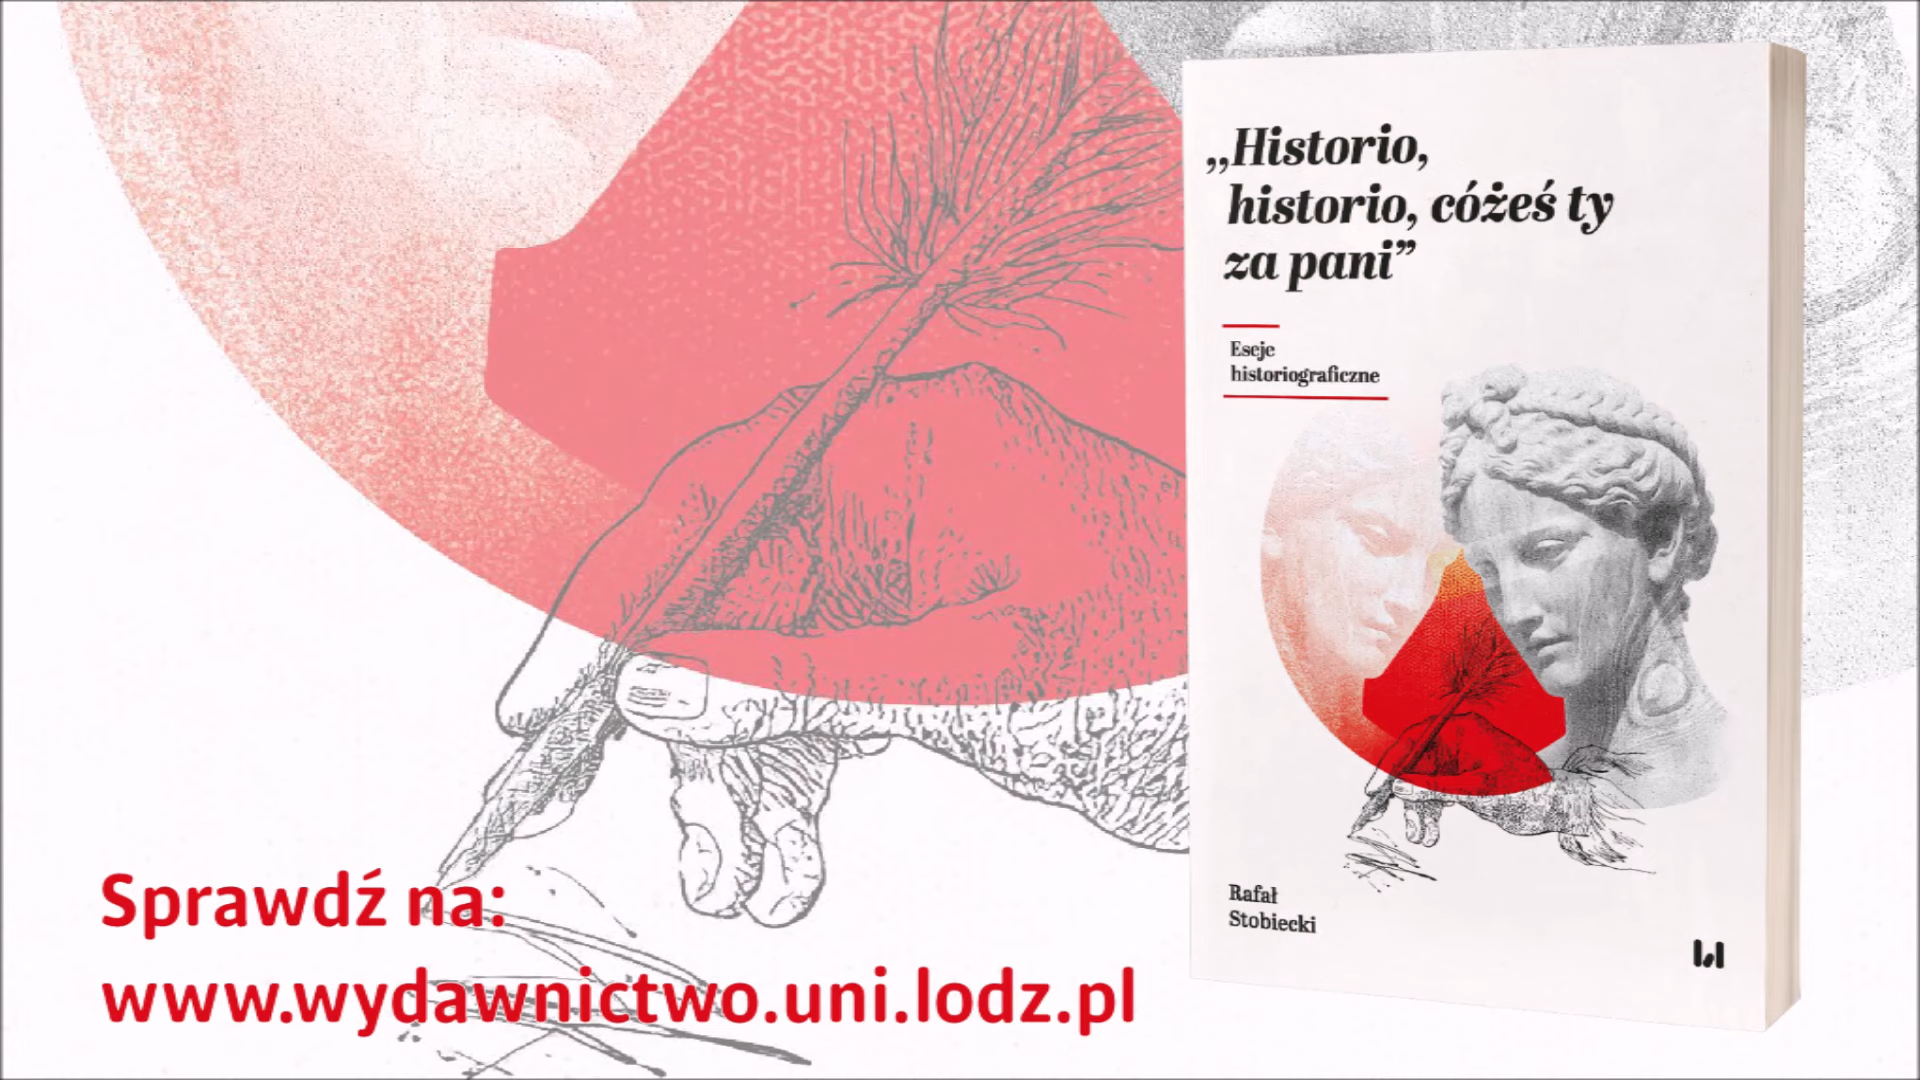 „Historio,
historio, cóżeś ty
za pani”
Eseje
historiograficzne
Rafał
Stobiecki
Sprawdź na:
www.wydawnictwo.uni.lodz.pl